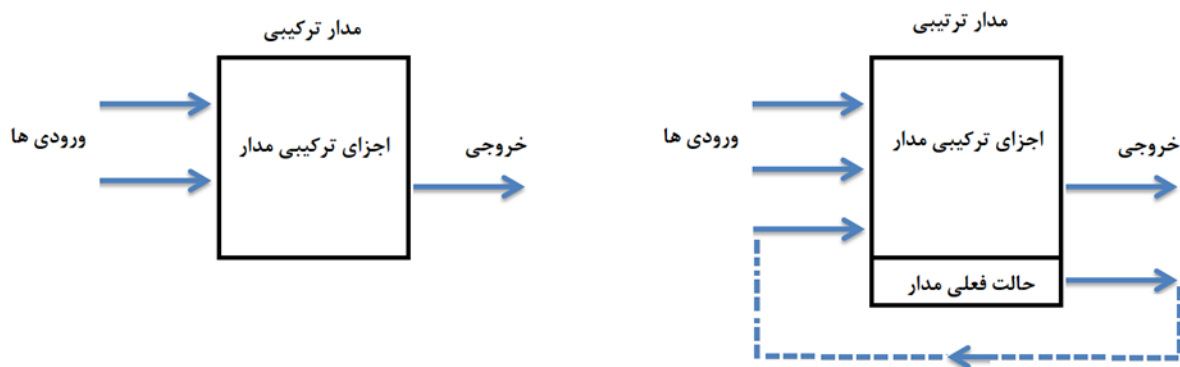 مدار ترتیبی
ورودی ها
اجزای ترکیبی مدار
خروجی
حالت فعلی مدار
مدار ترکیبی
ورودی ها
اجزای ترکیبی مدار
خروجی